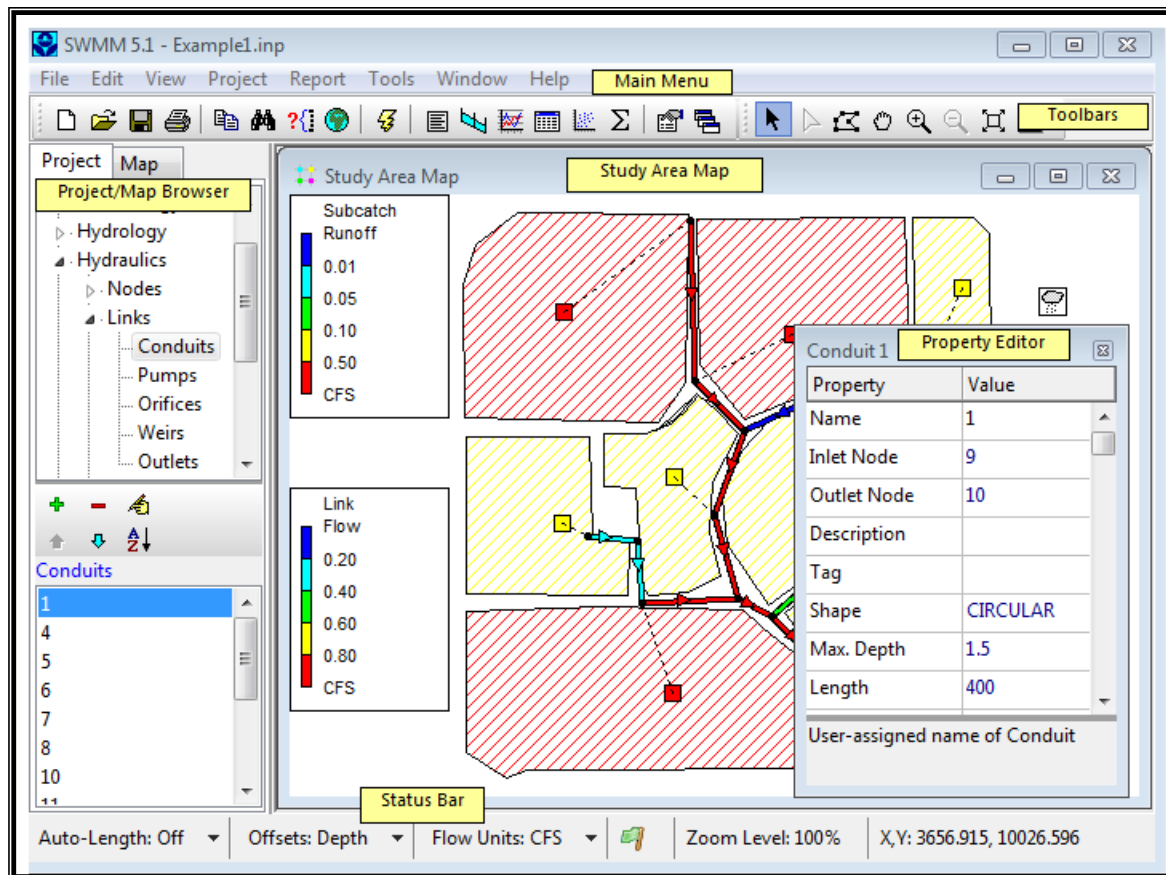 SWMM 5.1 - Example1.inp
File Edit View Project Report Tools Window Help Main Menu
Toolbars
Project Map
Project/Map Browser
Hydrology
Hydraulics
Nodes
Links
Conduits
Pumps
Orifices
Weirs
Outlets
Conduits
1
4
5
6
7
8
10
11
Study Area Map
Study Area Map
Subcatch
Runoff
0.01
0.05
0.10
0.50
CFS
Link
Flow
0.20
0.40
0.60
0.80
CFS
Conduit 1 Property Editor
Property Value
Name 1
Inlet Node 9
Outlet Node 10
Description
Tag
Shape CIRCULAR
Max. Depth 1.5
Length 400
User-assigned name of Conduit
Status Bar
Auto-Length: Off Offsets: Depth Flow Units: CFS Zoom Level: 100% X,Y: 3656.915, 10026.596